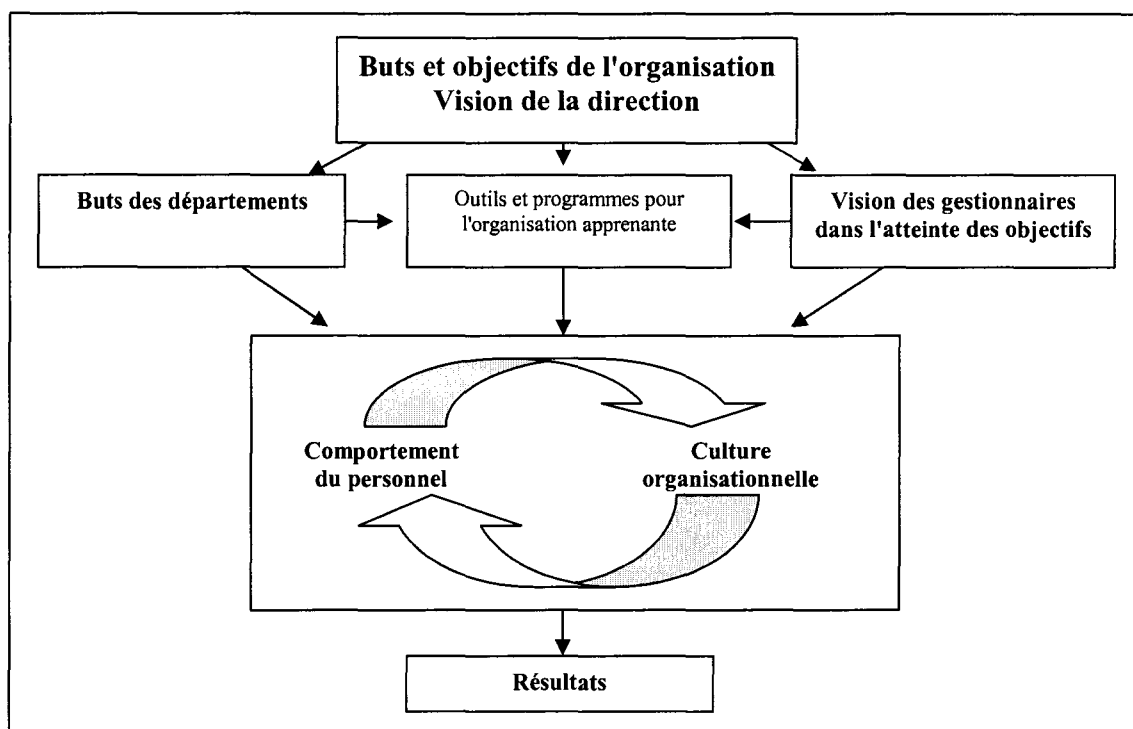 Buts et objectifs de l'organisation
Vision de la direction
Buts des départements
Outils et programmes pour
l'organisation apprenante
Vision des gestionnaires
dans l'atteinte des objectifs
Comportement
du personnel
Culture
organisationnelle
Résultats